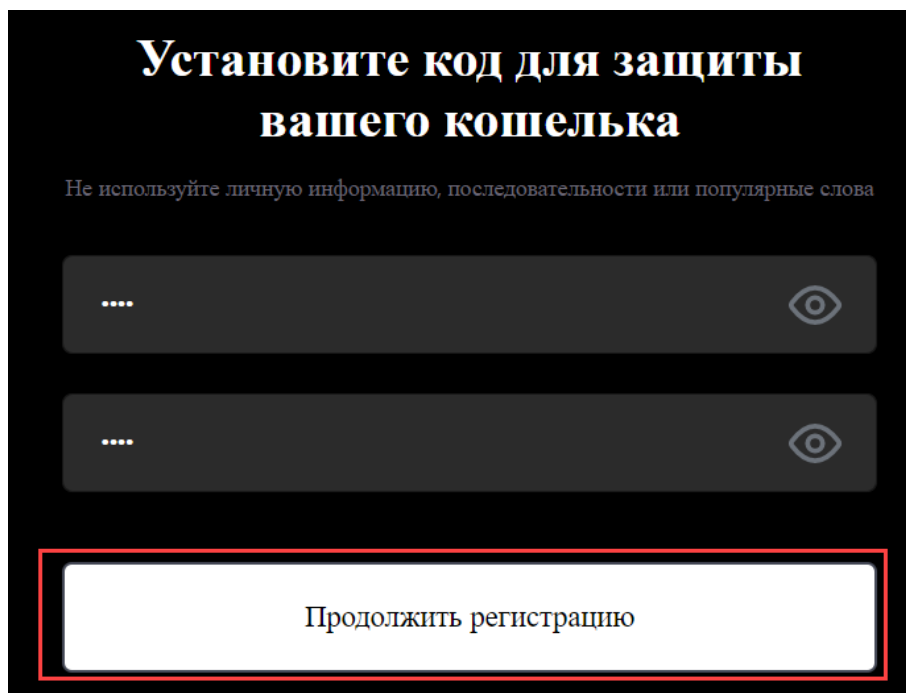 Установите код для защиты
вашего кошелька
Не используйте личную информацию, последовательности или популярные слова
••••
••••
Продолжить регистрацию